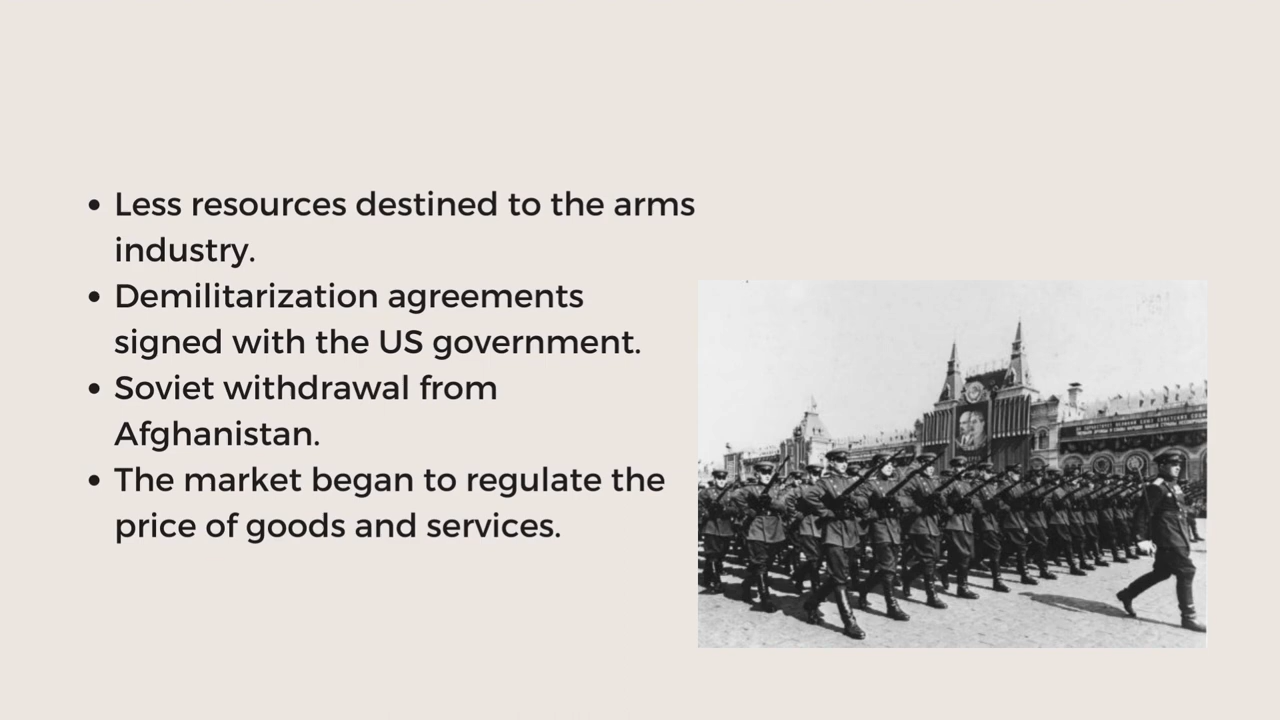 • Less resources destined to the arms
industry.
• Demilitarization agreements
signed with the US government.
• Soviet withdrawal from
Afghanistan.
• The market began to regulate the
price of goods and services.